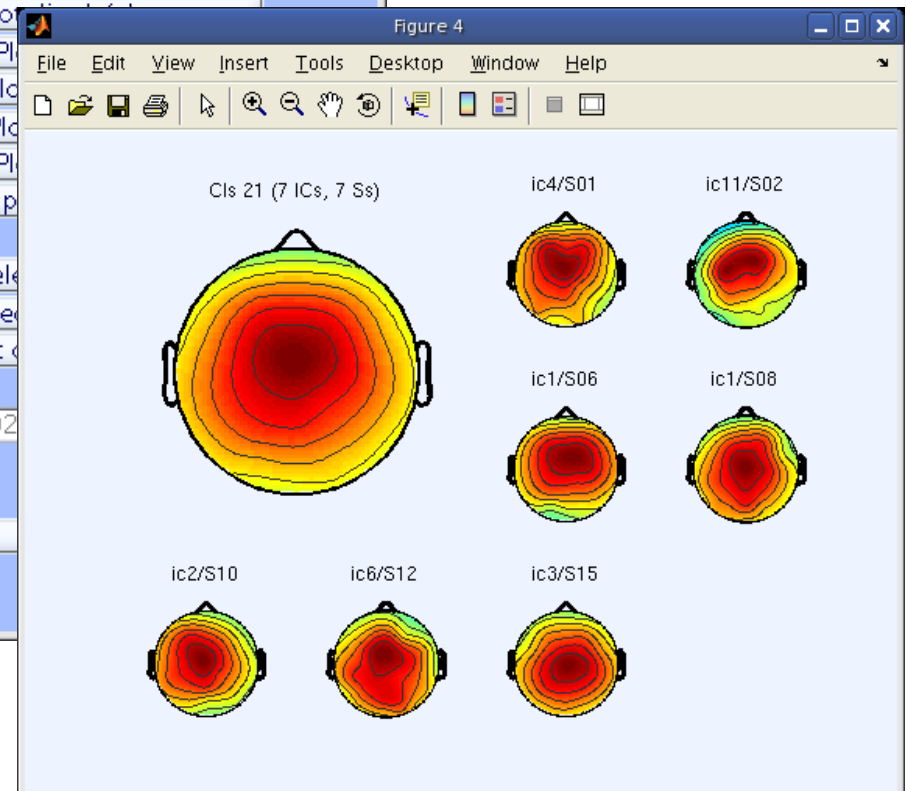 Figure 4
File Edit View Insert Tools Desktop Window Help
Cls 21 (7 ICs, 7 Ss)
ic4/S01
ic11/S02
ic1/S06
ic1/S08
ic2/S10
ic6/S12
ic3/S15